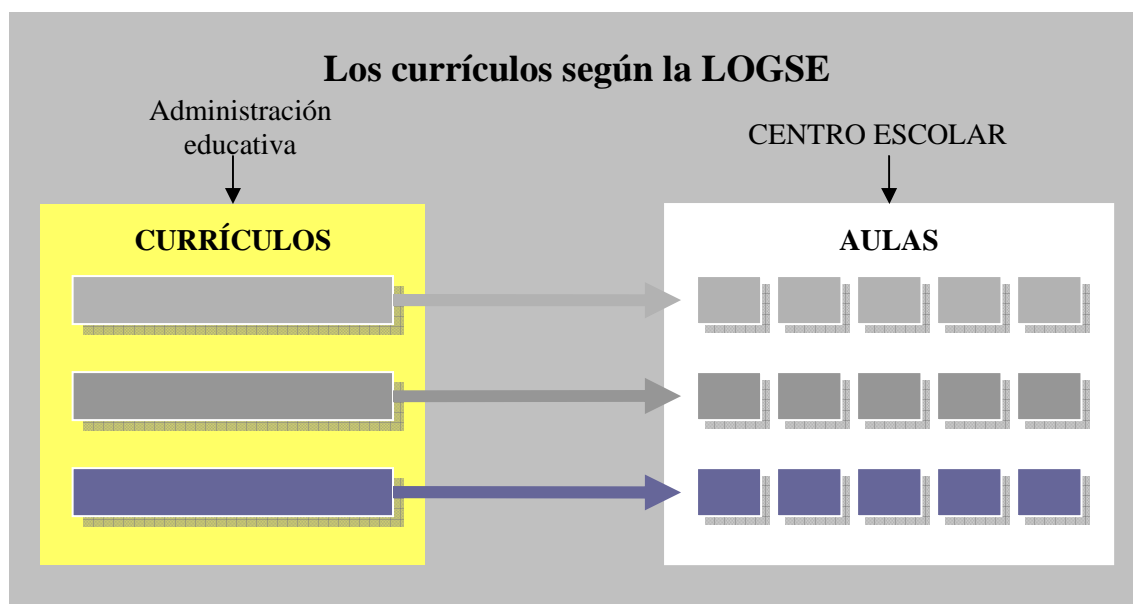 Los currículos según la LOGSE
Administración
educativa
CENTRO ESCOLAR
CURRÍCULOS
AULAS